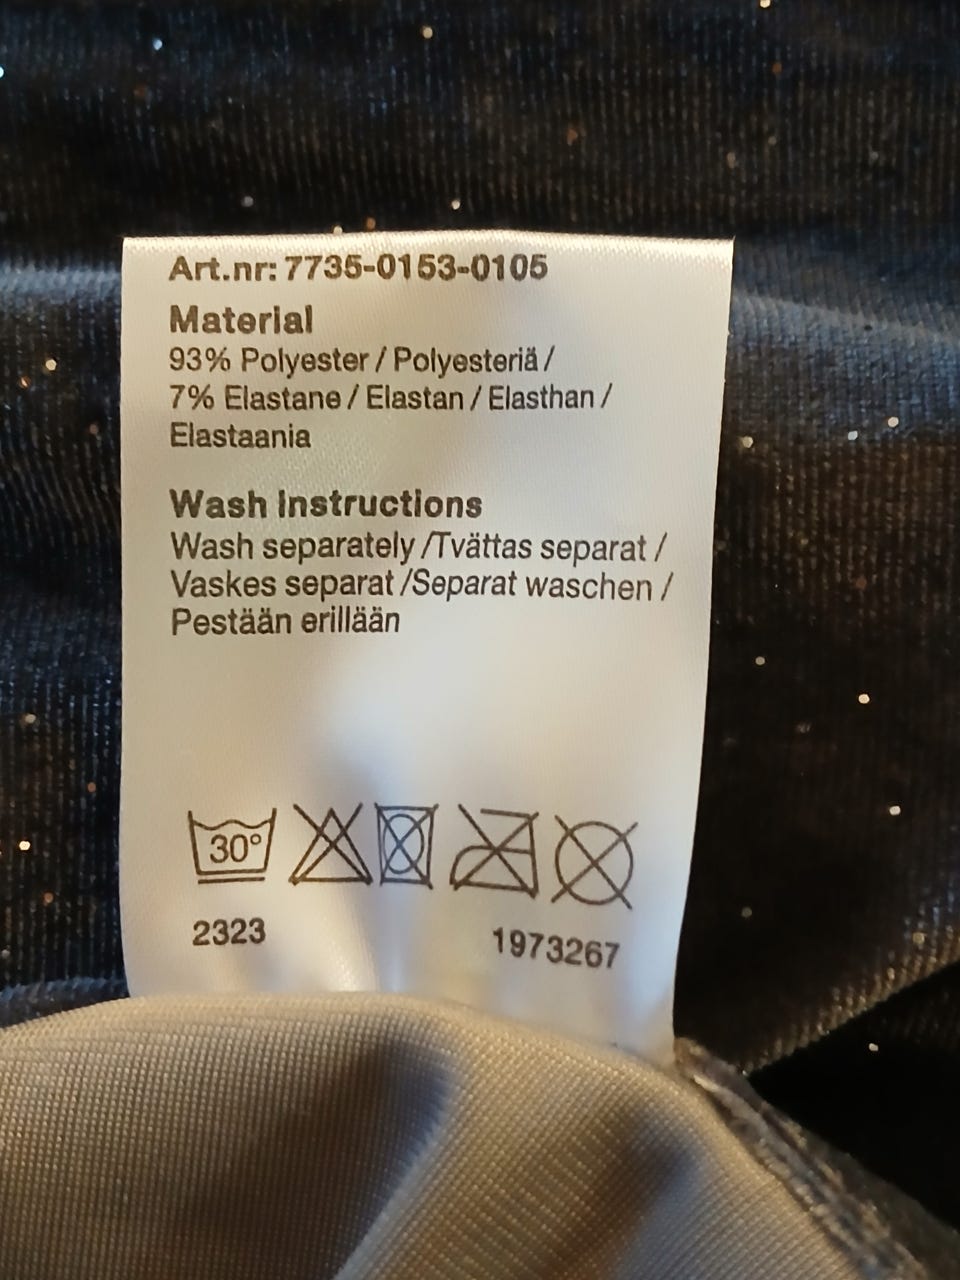 Art.nr: 7735-0153-0105
Material
93% Polyester / Polyesteriä /
7% Elastane / Elastan / Elasthan /
Elastaania
Wash Instructions
Wash separately /Tvättas separat /
Vaskes separat /Separat waschen /
Pestään erillään
30°
2323 1973267